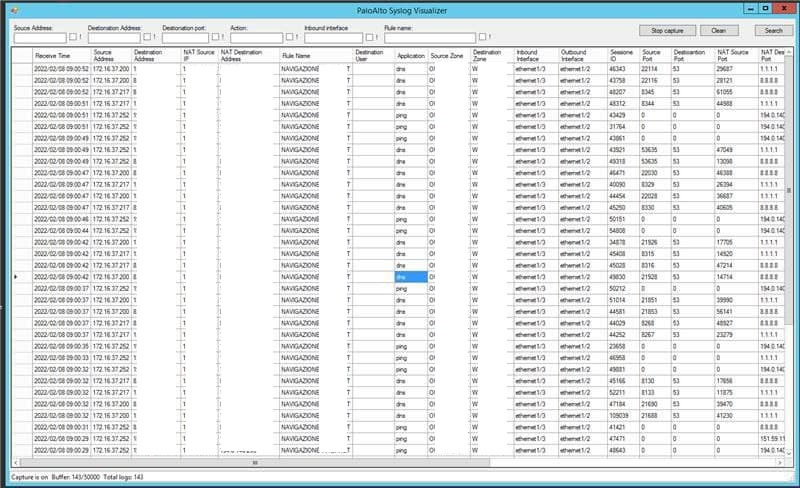 PaloAlto Syslog Visualizer
Souce Address: Destionation Address: Destionation port: Action: Inbound interface Rule name:
! ! ! ! ! ! Stop capture Clean Search
Receive Time Source Address Destination Address NAT Source IP NAT Destination Address Rule Name Destination User Application Source Zone Destination Zone Inbound Interface Outbound Interface Sessione ID Source Port Port NAT Source Port NAT Dest Port
2022/02/08 09:00:52 172.16.37.200 1 1 NAVIGAZIONE T dns O W ethernet1/3 ethernet1/2 46343 22114 53 29687 1.1.1.1
2022/02/08 09:00:52 172.16.37.200 8 1 NAVIGAZIONE T dns O W ethernet1/3 ethernet1/2 43758 22116 53 28121 8.8.8.8
2022/02/08 09:00:52 172.16.37.217 8 1 NAVIGAZIONE T dns O W ethernet1/3 ethernet1/2 48207 8345 53 61055 8.8.8.8
2022/02/08 09:00:51 172.16.37.217 1 1 NAVIGAZIONE T dns O W ethernet1/3 ethernet1/2 48312 8344 53 44988 1.1.1.1
2022/02/08 09:00:51 172.16.37.252 1 1 NAVIGAZIONE T ping O W ethernet1/3 ethernet1/2 43429 0 0 0 194.0.140
2022/02/08 09:00:51 172.16.37.252 1 1 NAVIGAZIONE T ping O W ethernet1/3 ethernet1/2 31764 0 0 0 194.0.140
2022/02/08 09:00:49 172.16.37.252 1 1 NAVIGAZIONE T ping O W ethernet1/3 ethernet1/2 43861 0 0 0 194.0.140
2022/02/08 09:00:49 172.16.37.252 1 1 NAVIGAZIONE T dns O W ethernet1/3 ethernet1/2 43921 53635 53 47049 1.1.1.1
2022/02/08 09:00:49 172.16.37.252 8 1 NAVIGAZIONE T dns O W ethernet1/3 ethernet1/2 49318 53635 53 13098 8.8.8.8
2022/02/08 09:00:47 172.16.37.200 8 1 NAVIGAZIONE T dns O W ethernet1/3 ethernet1/2 46471 22030 53 46388 8.8.8.8
2022/02/08 09:00:47 172.16.37.217 1 1 NAVIGAZIONE T dns O W ethernet1/3 ethernet1/2 40090 8329 53 26394 1.1.1.1
2022/02/08 09:00:47 172.16.37.200 1 1 NAVIGAZIONE T dns O W ethernet1/3 ethernet1/2 44454 22028 53 36687 1.1.1.1
2022/02/08 09:00:47 172.16.37.217 8 1 NAVIGAZIONE T dns O W ethernet1/3 ethernet1/2 45250 8330 53 40605 8.8.8.8
2022/02/08 09:00:46 172.16.37.252 1 1 NAVIGAZIONE T ping O W ethernet1/3 ethernet1/2 50151 0 0 0 194.0.140
2022/02/08 09:00:44 172.16.37.252 1 1 NAVIGAZIONE T ping O W ethernet1/3 ethernet1/2 54808 0 0 0 194.0.140
2022/02/08 09:00:42 172.16.37.200 1 1 NAVIGAZIONE T dns O W ethernet1/3 ethernet1/2 34878 21926 53 17705 1.1.1.1
2022/02/08 09:00:42 172.16.37.217 1 1 NAVIGAZIONE T dns O W ethernet1/3 ethernet1/2 45408 8315 53 14920 1.1.1.1
2022/02/08 09:00:42 172.16.37.217 8 1 NAVIGAZIONE T dns O W ethernet1/3 ethernet1/2 45028 8316 53 47214 8.8.8.8
2022/02/08 09:00:42 172.16.37.200 8 1 NAVIGAZIONE T dns O W ethernet1/3 ethernet1/2 49830 21928 53 14714 8.8.8.8
2022/02/08 09:00:37 172.16.37.252 1 1 NAVIGAZIONE T ping O W ethernet1/3 ethernet1/2 50212 0 0 0 194.0.140
2022/02/08 09:00:37 172.16.37.200 1 1 NAVIGAZIONE T dns O W ethernet1/3 ethernet1/2 51014 21851 53 39990 1.1.1.1
2022/02/08 09:00:37 172.16.37.200 8 1 NAVIGAZIONE T dns O W ethernet1/3 ethernet1/2 44581 21853 53 56141 8.8.8.8
2022/02/08 09:00:37 172.16.37.217 8 1 NAVIGAZIONE T dns O W ethernet1/3 ethernet1/2 44029 8268 53 48927 8.8.8.8
2022/02/08 09:00:37 172.16.37.217 1 1 NAVIGAZIONE T dns O W ethernet1/3 ethernet1/2 44252 8267 53 23279 1.1.1.1
2022/02/08 09:00:35 172.16.37.252 1 1 NAVIGAZIONE T ping O W ethernet1/3 ethernet1/2 23658 0 0 0 194.0.140
2022/02/08 09:00:33 172.16.37.252 1 1 NAVIGAZIONE T ping O W ethernet1/3 ethernet1/2 46958 0 0 0 1.1.1.1
2022/02/08 09:00:32 172.16.37.252 1 1 NAVIGAZIONE T ping O W ethernet1/3 ethernet1/2 49881 0 0 0 194.0.140
2022/02/08 09:00:32 172.16.37.217 8 1 NAVIGAZIONE T dns O W ethernet1/3 ethernet1/2 45166 8130 53 17656 8.8.8.8
2022/02/08 09:00:32 172.16.37.217 1 1 NAVIGAZIONE T dns O W ethernet1/3 ethernet1/2 52211 8133 53 11875 1.1.1.1
2022/02/08 09:00:32 172.16.37.200 8 1 NAVIGAZIONE T dns O W ethernet1/3 ethernet1/2 47184 21690 53 39470 8.8.8.8
2022/02/08 09:00:32 172.16.37.200 1 1 NAVIGAZIONE T dns O W ethernet1/3 ethernet1/2 109039 21688 53 41230 1.1.1.1
2022/02/08 09:00:31 172.16.37.252 8 1 NAVIGAZIONE T ping O W ethernet1/3 ethernet1/2 41421 0 0 0 8.8.8.8
2022/02/08 09:00:29 172.16.37.252 1 1 NAVIGAZIONE T ping O W ethernet1/3 ethernet1/2 47471 0 0 0 151.59.11
2022/02/08 09:00:29 172.16.37.252 1 1 NAVIGAZIONE T ping O W ethernet1/3 ethernet1/2 48643 0 0 0 194.0.140
Capture is on Buffer: 143/50000 Total logs: 143